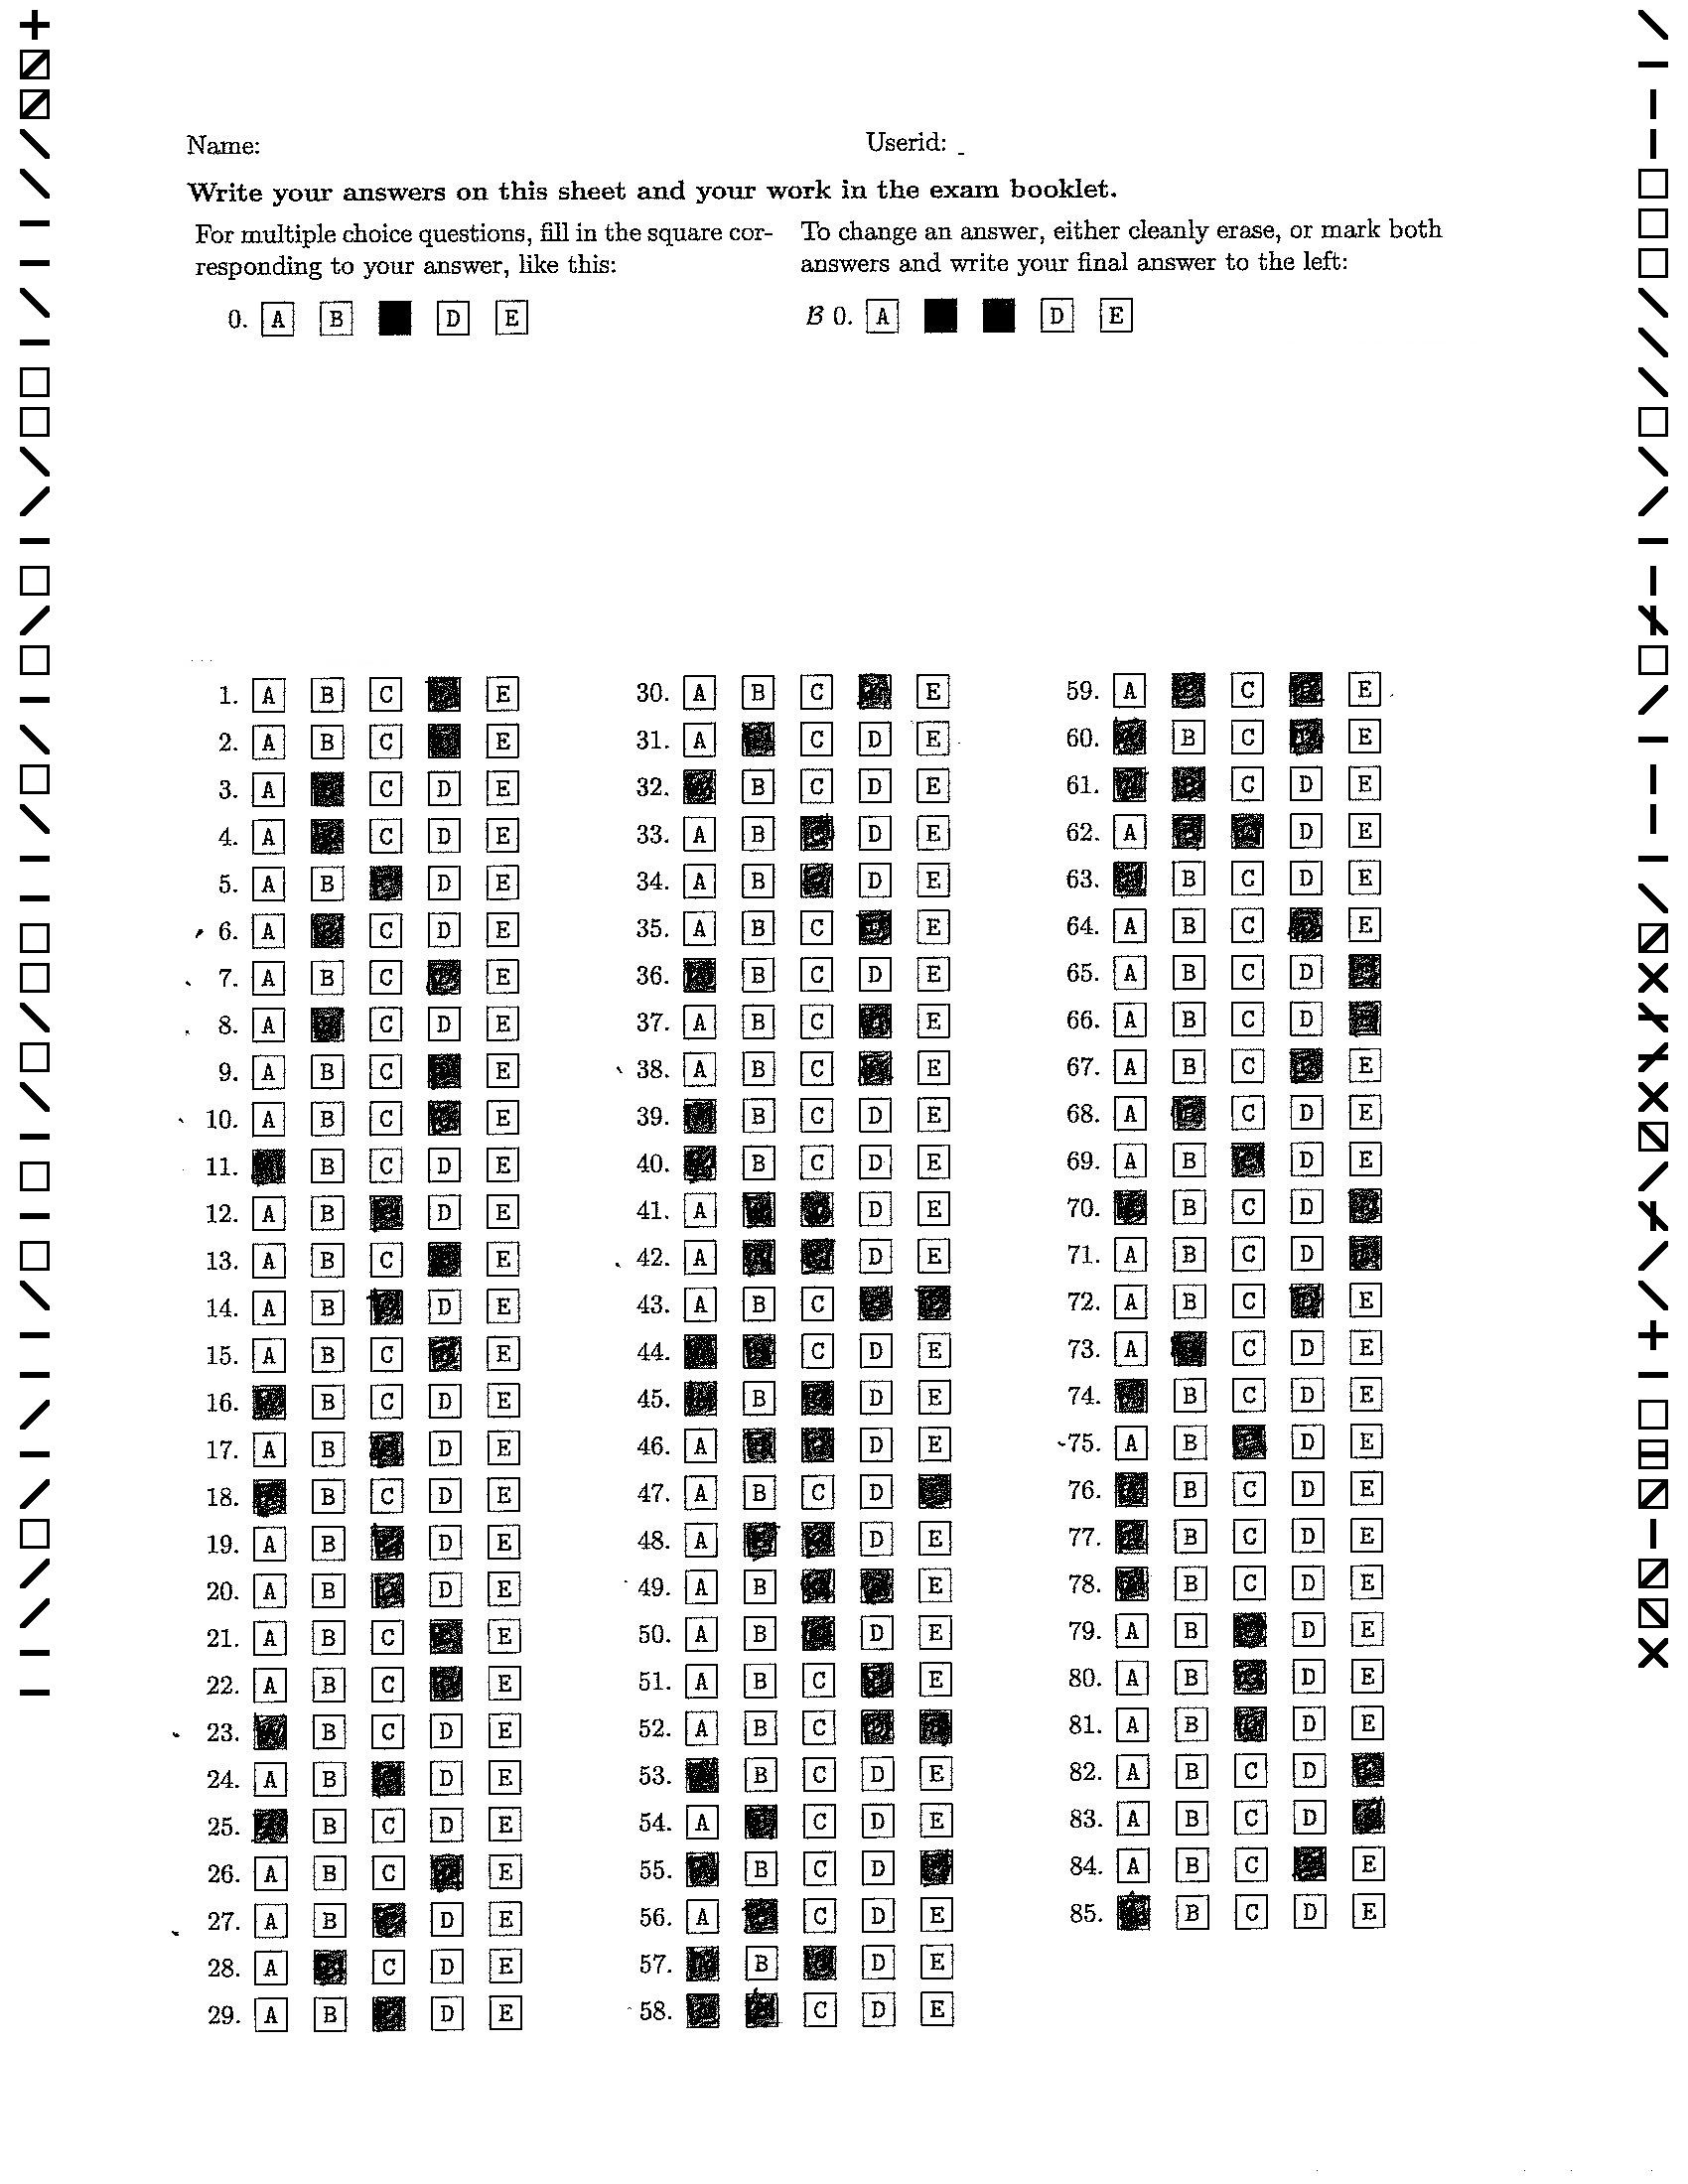 Name:
Userid:
Write your answers on this sheet and your work in the exam booklet.
For multiple choice questions, fill in the square cor-
responding to your answer, like this:
To change an answer, either cleanly erase, or mark both
answers and write your final answer to the left:
0. A B D E
B 0. A D E
1. A B C E
2. A B C E
3. A C D E
4. A C D E
5. A B D E
6. A C D E
7. A B C E
8. A C D E
9. A B C E
10. A B C E
11. B C D E
12. A B D E
13. A B C E
14. A B D E
15. A B C E
16. B C D E
17. A B D E
18. B C D E
19. A B D E
20. A B D E
21. A B C E
22. A B C E
23. B C D E
24. A B D E
25. B C D E
26. A B C E
27. A B D E
28. A C D E
29. A B D E
30. A B C E
31. A C D E
32. B C D E
33. A B D E
34. A B D E
35. A B C E
36. B C D E
37. A B C E
38. A B C E
39. B C D E
40. B C D E
41. A D E
42. A D E
43. A B C
44. C D E
45. B D E
46. A D E
47. A B C D
48. A D E
49. A B E
50. A B D E
51. A B C E
52. A B C
53. B C D E
54. A C D E
55. B C D
56. A C D E
57. B D E
58. C D E
59. A C E
60. B C E
61. C D E
62. A D E
63. B C D E
64. A B C E
65. A B C D
66. A B C D
67. A B C E
68. A C D E
69. A B D E
70. B C D
71. A B C D
72. A B C E
73. A C D E
74. B C D E
75. A B D E
76. B C D E
77. B C D E
78. B C D E
79. A B D E
80. A B D E
81. A B D E
82. A B C D
83. A B C D
84. A B C E
85. B C D E